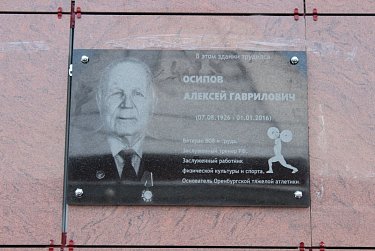 В этом здании трудился
ОСИПОВ
АЛЕКСЕЙ ГАВРИЛОВИЧ
(07.08.1926 - 01.01.2016)
Ветеран ВОВ и труда,
Заслуженный тренер РФ,
Заслуженный работник
физической культуры и спорта,
Основатель Оренбургской тяжелой атлетики.